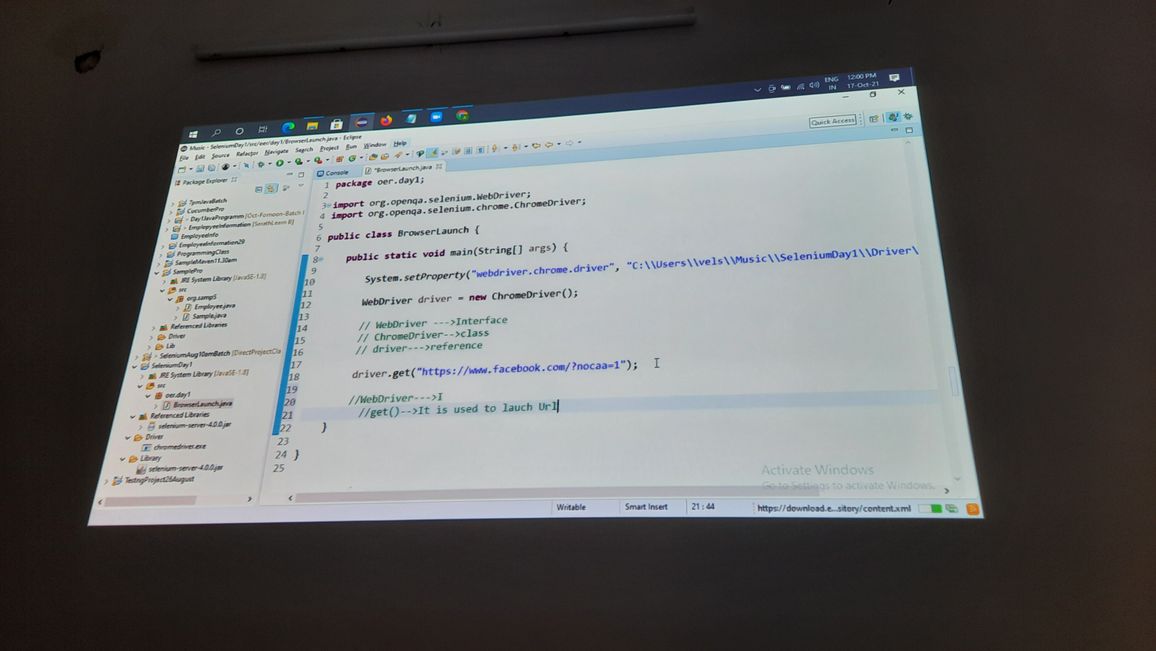 ENG
IN
12:00 PM
17-Oct-21
Music - SeleniumDay1/src/oer/day1/BrowserLaunch.java - Eclipse
File Edit Source Refactor Navigate Search Project Run Window Help
Quick Access
Package Explorer
7pmJavaBatch
CucumberPro
Day1JavaProgramm [Oct-Fornoon-Batch
EmployeeInformation
EmployeeInfo
EmployeeInformation29
ProgrammingClass
SampleMaven11.30am
SamplePro
JRE System Library [JavaSE-1.8]
src
org.sampS
Employee.java
Sample.java
Referenced Libraries
Driver
Lib
SeleniumAug10amBatch [DirectProjectCla
SeleniumDay1
JRE System Library [JavaSE-1.8]
src
oer.day1
BrowserLaunch.java
Referenced Libraries
selenium-server-4.0.0.jar
Driver
chromedriver.exe
Library
selenium-server-4.0.0.jar
TestngProject26August
Console *BrowserLaunch.java
1 package oer.day1;
2
3 import org.openqa.selenium.WebDriver;
4 import org.openqa.selenium.chrome.ChromeDriver;
5
6 public class BrowserLaunch {
7
8 public static void main(String[] args) {
9
10 System.setProperty("webdriver.chrome.driver", "C:\\Users\\vels\\Music\\SeleniumDay1\\Driver\
11
12 WebDriver driver = new ChromeDriver();
13
14 // WebDriver --->Interface
15 // ChromeDriver-->class
16 // driver--->reference
17
18 driver.get("https://www.facebook.com/?nocaa=1");
19
20 //WebDriver--->I
21 //get()-->It is used to lauch Url
22 }
23
24 }
25
Activate Windows
Go to Settings to activate Windows.
Writable Smart Insert 21 : 44 https://download.e...sitory/content.xml